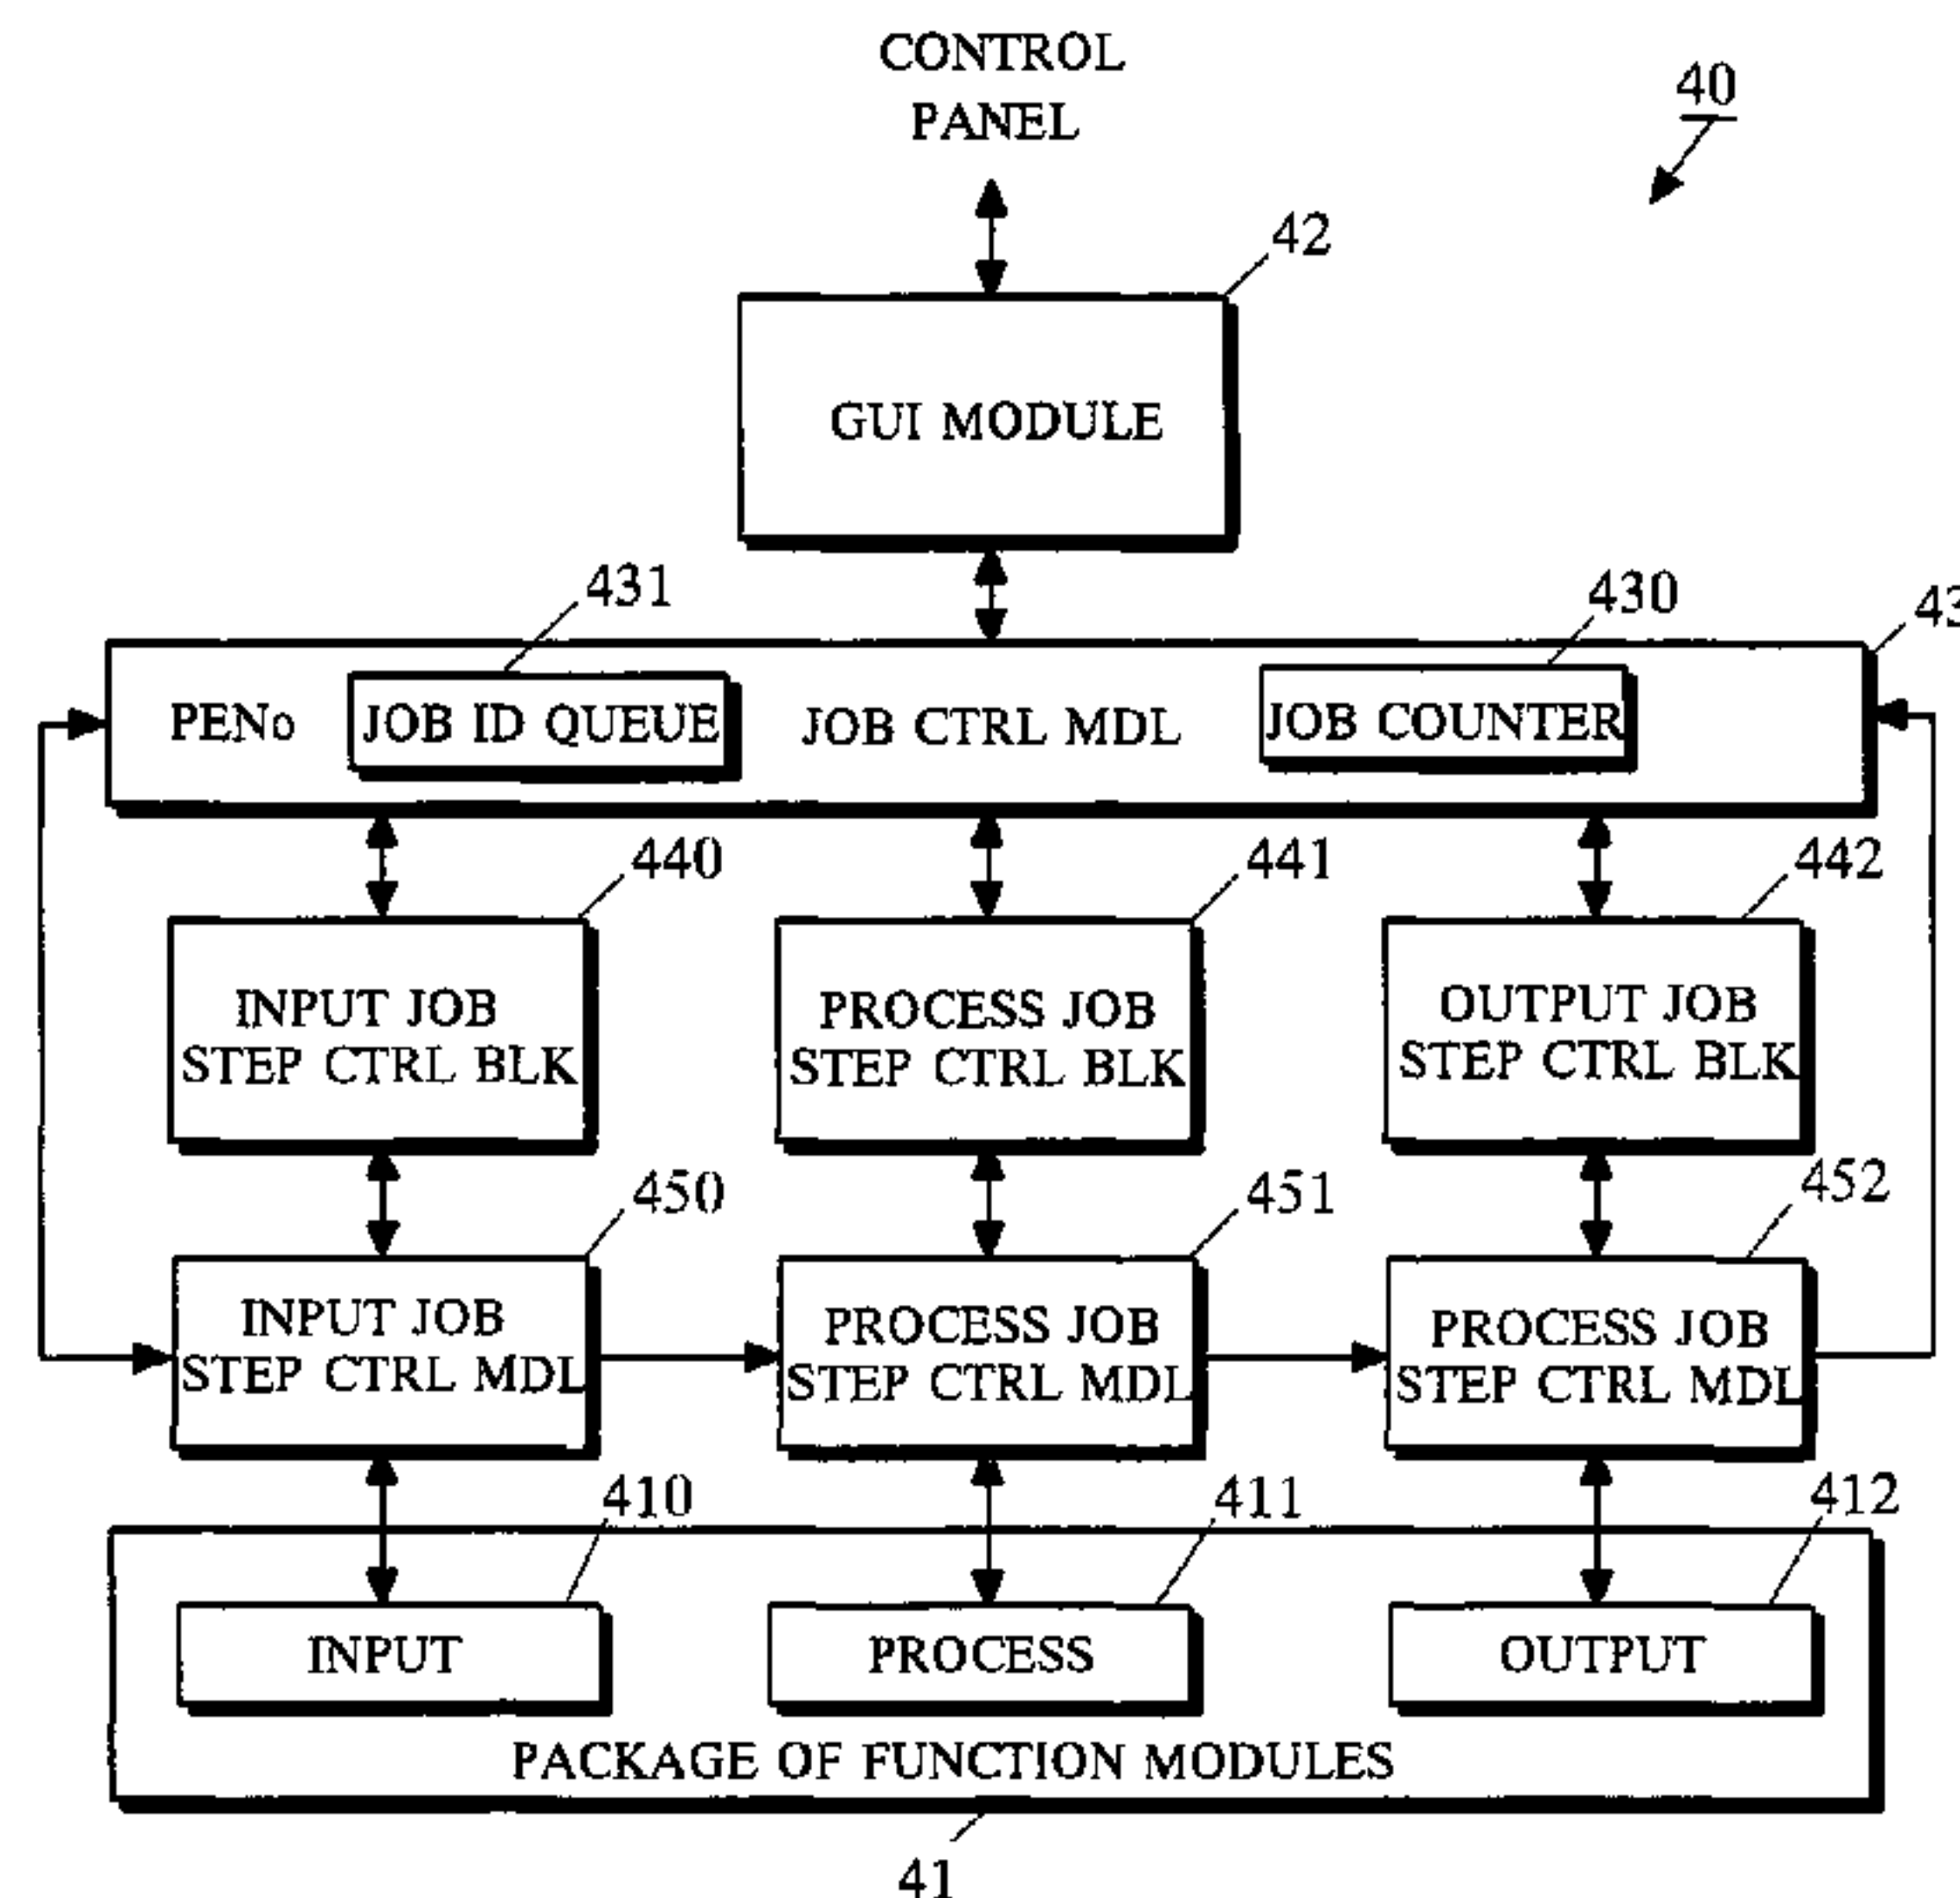 CONTROL
PANEL
40
42
GUI MODULE
431
430
43
PENo
JOB ID QUEUE
JOB CTRL MDL
JOB COUNTER
440
441
442
INPUT JOB
STEP CTRL BLK
PROCESS JOB
STEP CTRL BLK
OUTPUT JOB
STEP CTRL BLK
450
451
452
INPUT JOB
STEP CTRL MDL
PROCESS JOB
STEP CTRL MDL
PROCESS JOB
STEP CTRL MDL
410
411
412
INPUT
PROCESS
OUTPUT
PACKAGE OF FUNCTION MODULES
41